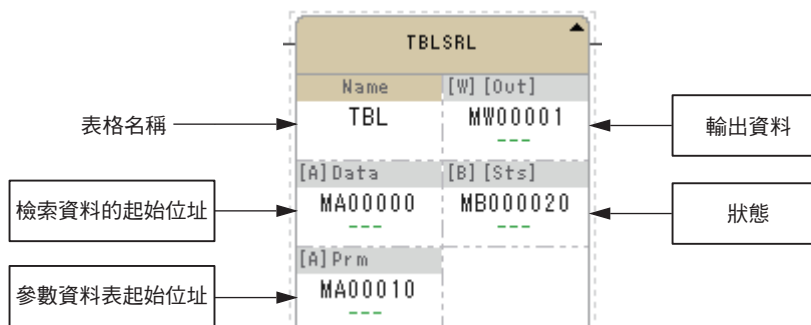 TBLSRL
Name [W] [Out]
表格名稱 TBL MW00001 輸出資料
---
[A]Data [B] [Sts]
檢索資料的起始位址 MA00000 MB000020 狀態
--- ---
[A]Prm
參數資料表起始位址 MA00010
---